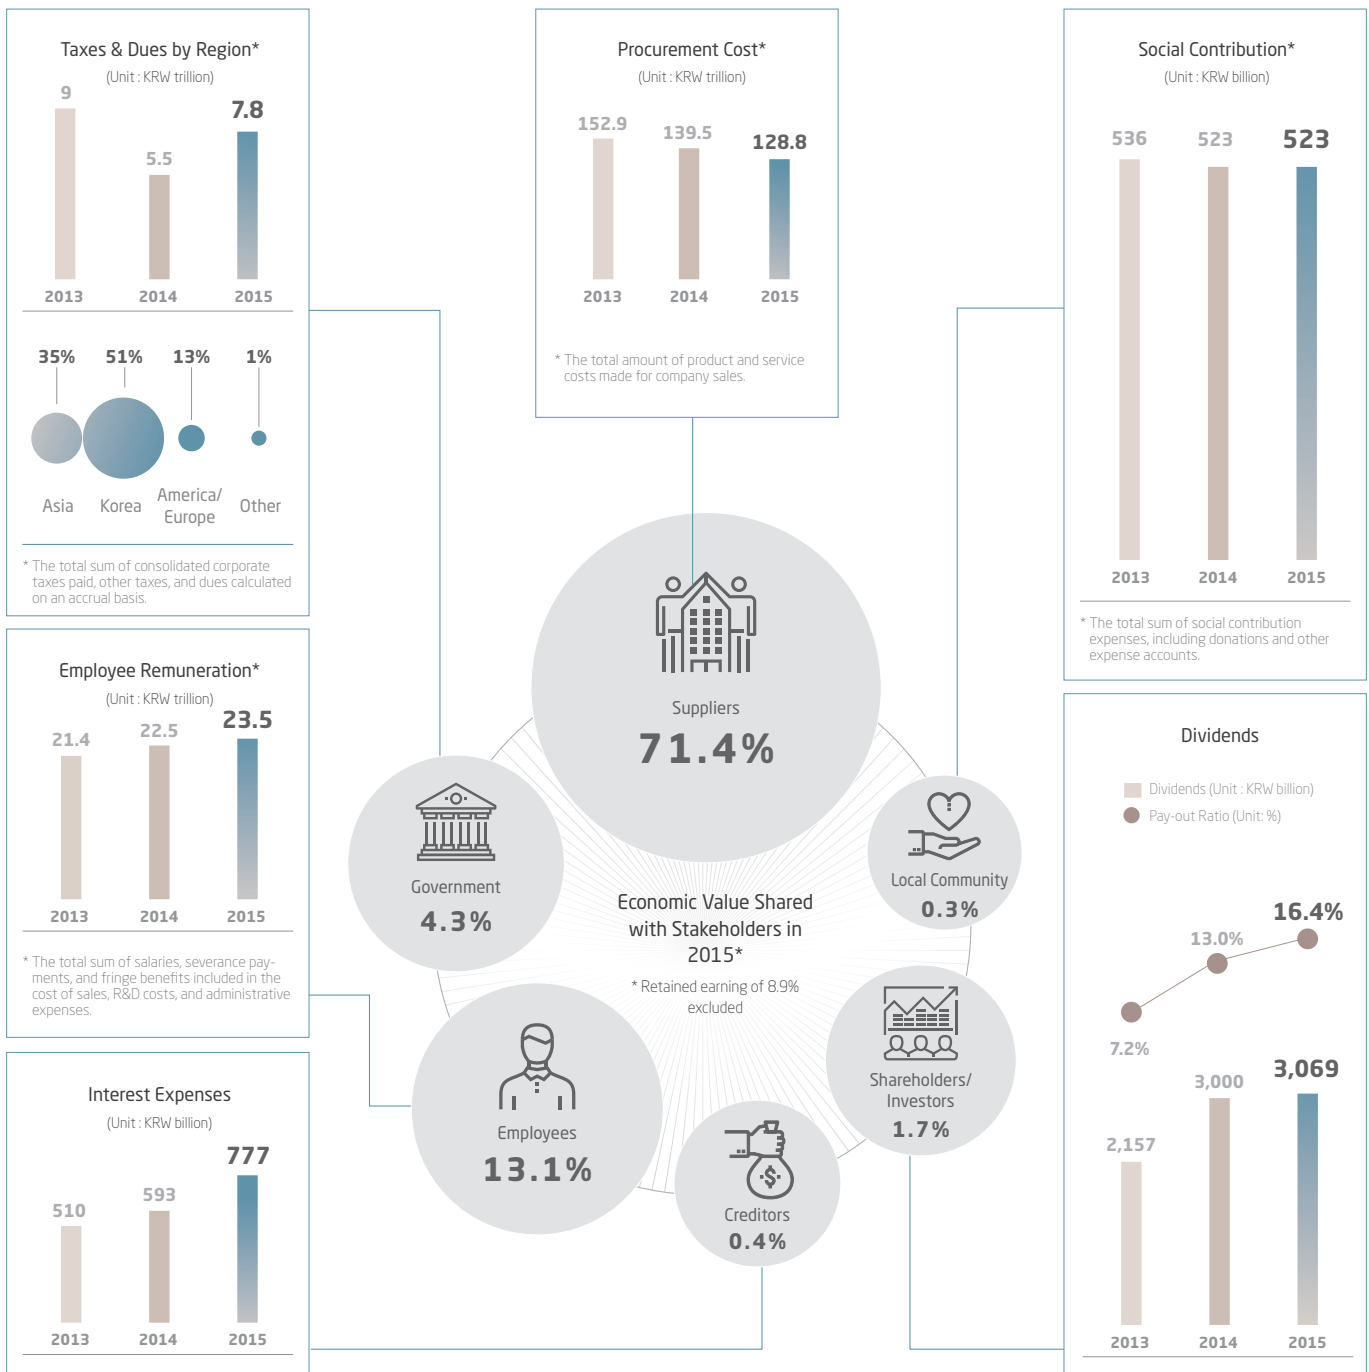 Taxes & Dues by Region*
(Unit : KRW trillion)
9
5.5
7.8
2013
2014
2015
35%
51%
13%
1%
Asia
Korea
America/
Europe
Other
* The total sum of consolidated corporate
taxes paid, other taxes, and dues calculated
on an accrual basis.
Employee Remuneration*
(Unit : KRW trillion)
21.4
22.5
23.5
2013
2014
2015
* The total sum of salaries, severance pay-
ments, and fringe benefits included in the
cost of sales, R&D costs, and administrative
expenses.
Interest Expenses
(Unit : KRW billion)
510
593
777
2013
2014
2015
Procurement Cost*
(Unit : KRW trillion)
152.9
139.5
128.8
2013
2014
2015
* The total amount of product and service
costs made for company sales.
Suppliers
71.4%
Government
4.3%
Local Community
0.3%
Economic Value Shared
with Stakeholders in
2015*
* Retained earning of 8.9%
excluded
Shareholders/
Investors
1.7%
Employees
13.1%
$
Creditors
0.4%
Social Contribution*
(Unit : KRW billion)
536
523
523
2013
2014
2015
* The total sum of social contribution
expenses, including donations and other
expense accounts.
Dividends
Dividends (Unit : KRW billion)
Pay-out Ratio (Unit: %)
7.2%
13.0%
16.4%
2,157
3,000
3,069
2013
2014
2015